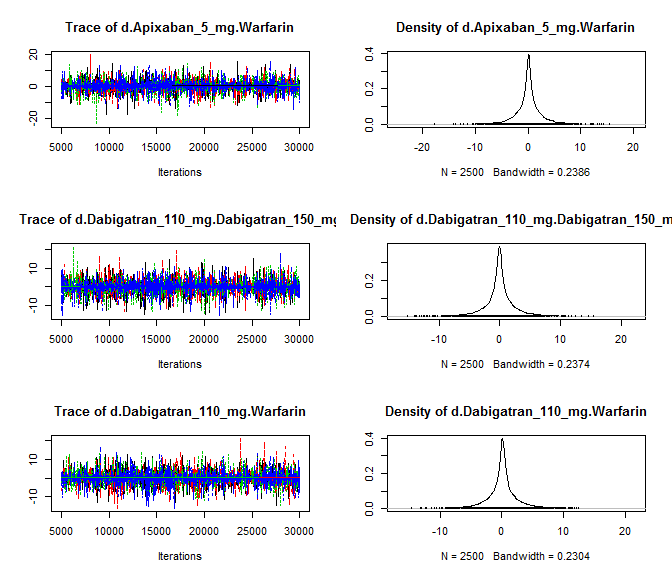 Trace of d.Apixaban_5_mg.Warfarin
20
0
-20
5000 10000 15000 20000 25000 30000
Iterations
Density of d.Apixaban_5_mg.Warfarin
0.4
0.2
0.0
-20 -10 0 10 20
N = 2500 Bandwidth = 0.2386
Trace of d.Dabigatran_110_mg.Dabigatran_150_mg
10
-10
5000 10000 15000 20000 25000 30000
Iterations
Density of d.Dabigatran_110_mg.Dabigatran_150_m
0.2
0.0
-10 0 10 20
N = 2500 Bandwidth = 0.2374
Trace of d.Dabigatran_110_mg.Warfarin
10
-10
5000 10000 15000 20000 25000 30000
Iterations
Density of d.Dabigatran_110_mg.Warfarin
0.4
0.2
0.0
-10 0 10 20
N = 2500 Bandwidth = 0.2304